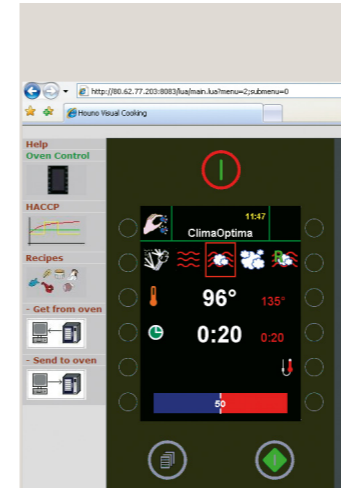 http://80.62.77.203:8083/lua/main.lua?menu=2;submenu=0
Houno Visual Cooking
Help
Oven Control
HACCP
Recipes
- Get from oven
- Send to oven
11:47
ClimaOptima
96°
135°
0:20
0:20
50